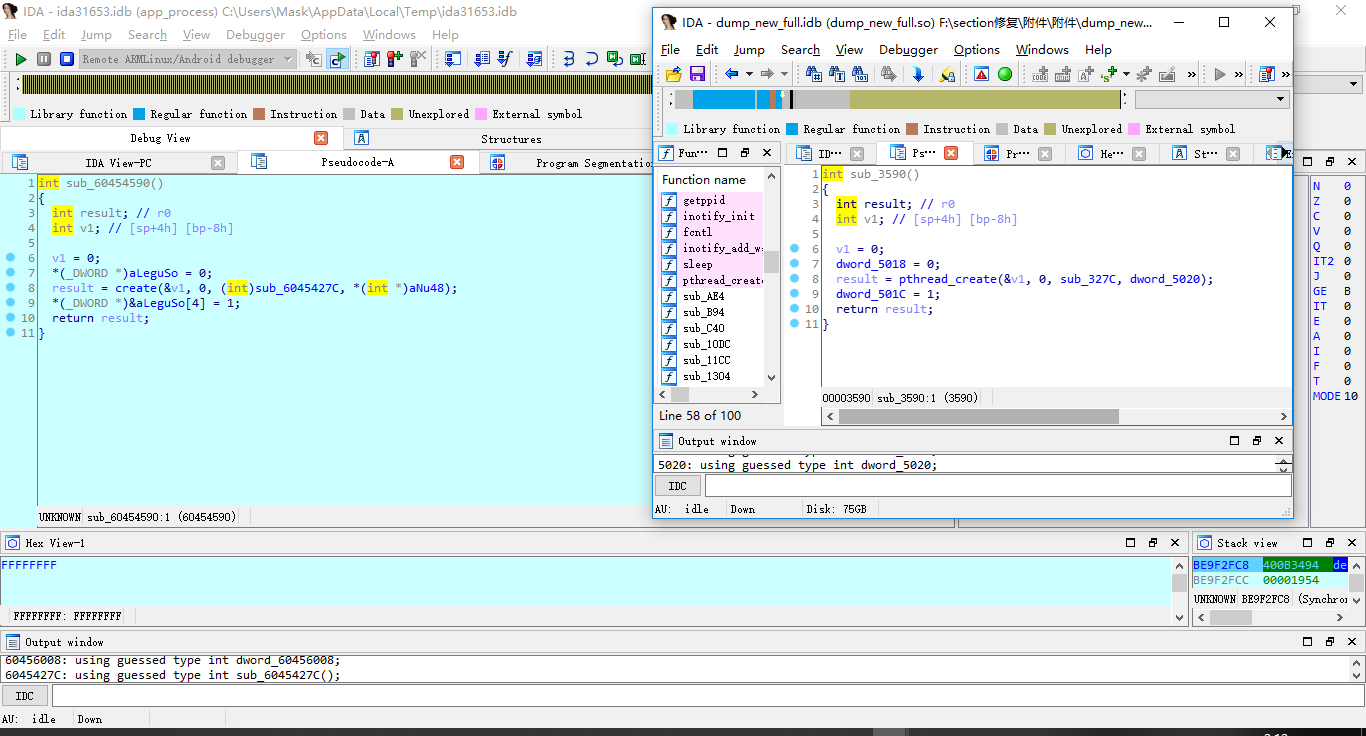 IDA - ida31653.idb (app_process) C:\Users\Mask\AppData\Local\Temp\ida31653.idb
File Edit Jump Search View Debugger Options Windows Help
Remote ARMLinux/Android debugger
Library function Regular function Instruction Data Unexplored External symbol
Debug View Structures
IDA View-PC Pseudocode-A Program Segmentatio
1 int sub_60454590()
2 {
3 int result; // r0
4 int v1; // [sp+4h] [bp-8h]
5
6 v1 = 0;
7 *(_DWORD *)aLeguSo = 0;
8 result = create(&v1, 0, (int)sub_6045427C, *(int *)aNu48);
9 *(_DWORD *)&aLeguSo[4] = 1;
10 return result;
11 }
UNKNOWN sub_60454590:1 (60454590)
IDA - dump_new_full.idb (dump_new_full.so) F:\section修复\附件\附件\dump_new...
File Edit Jump Search View Debugger Options Windows Help
Library function Regular function Instruction Data Unexplored External symbol
Fun··· ID··· Ps··· Pr··· He··· St···
Function name
getppid
inotify_init
fcntl
inotify_add_w
sleep
pthread_create
sub_AE4
sub_B94
sub_C40
sub_10DC
sub_11CC
sub_1304
Line 58 of 100
1 int sub_3590()
2 {
3 int result; // r0
4 int v1; // [sp+4h] [bp-8h]
5
6 v1 = 0;
7 dword_5018 = 0;
8 result = pthread_create(&v1, 0, sub_327C, dword_5020);
9 dword_501C = 1;
10 return result;
11 }
00003590 sub_3590:1 (3590)
Output window
5020: using guessed type int dword_5020;
IDC
AU: idle Down Disk: 75GB
N 0
Z 0
C 0
V 0
Q 0
IT2 0
J 0
GE B
IT 0
E 0
A 0
I 0
F 0
T 0
MODE 10
Hex View-1
FFFFFFFF
FFFFFFFF: FFFFFFFF
Stack view
BE9F2FC8 400B3494 de
BE9F2FCC 00001954
UNKNOWN BE9F2FC8 (Synchro
Output window
60456008: using guessed type int dword_60456008;
6045427C: using guessed type int sub_6045427C();
IDC
AU: idle Down